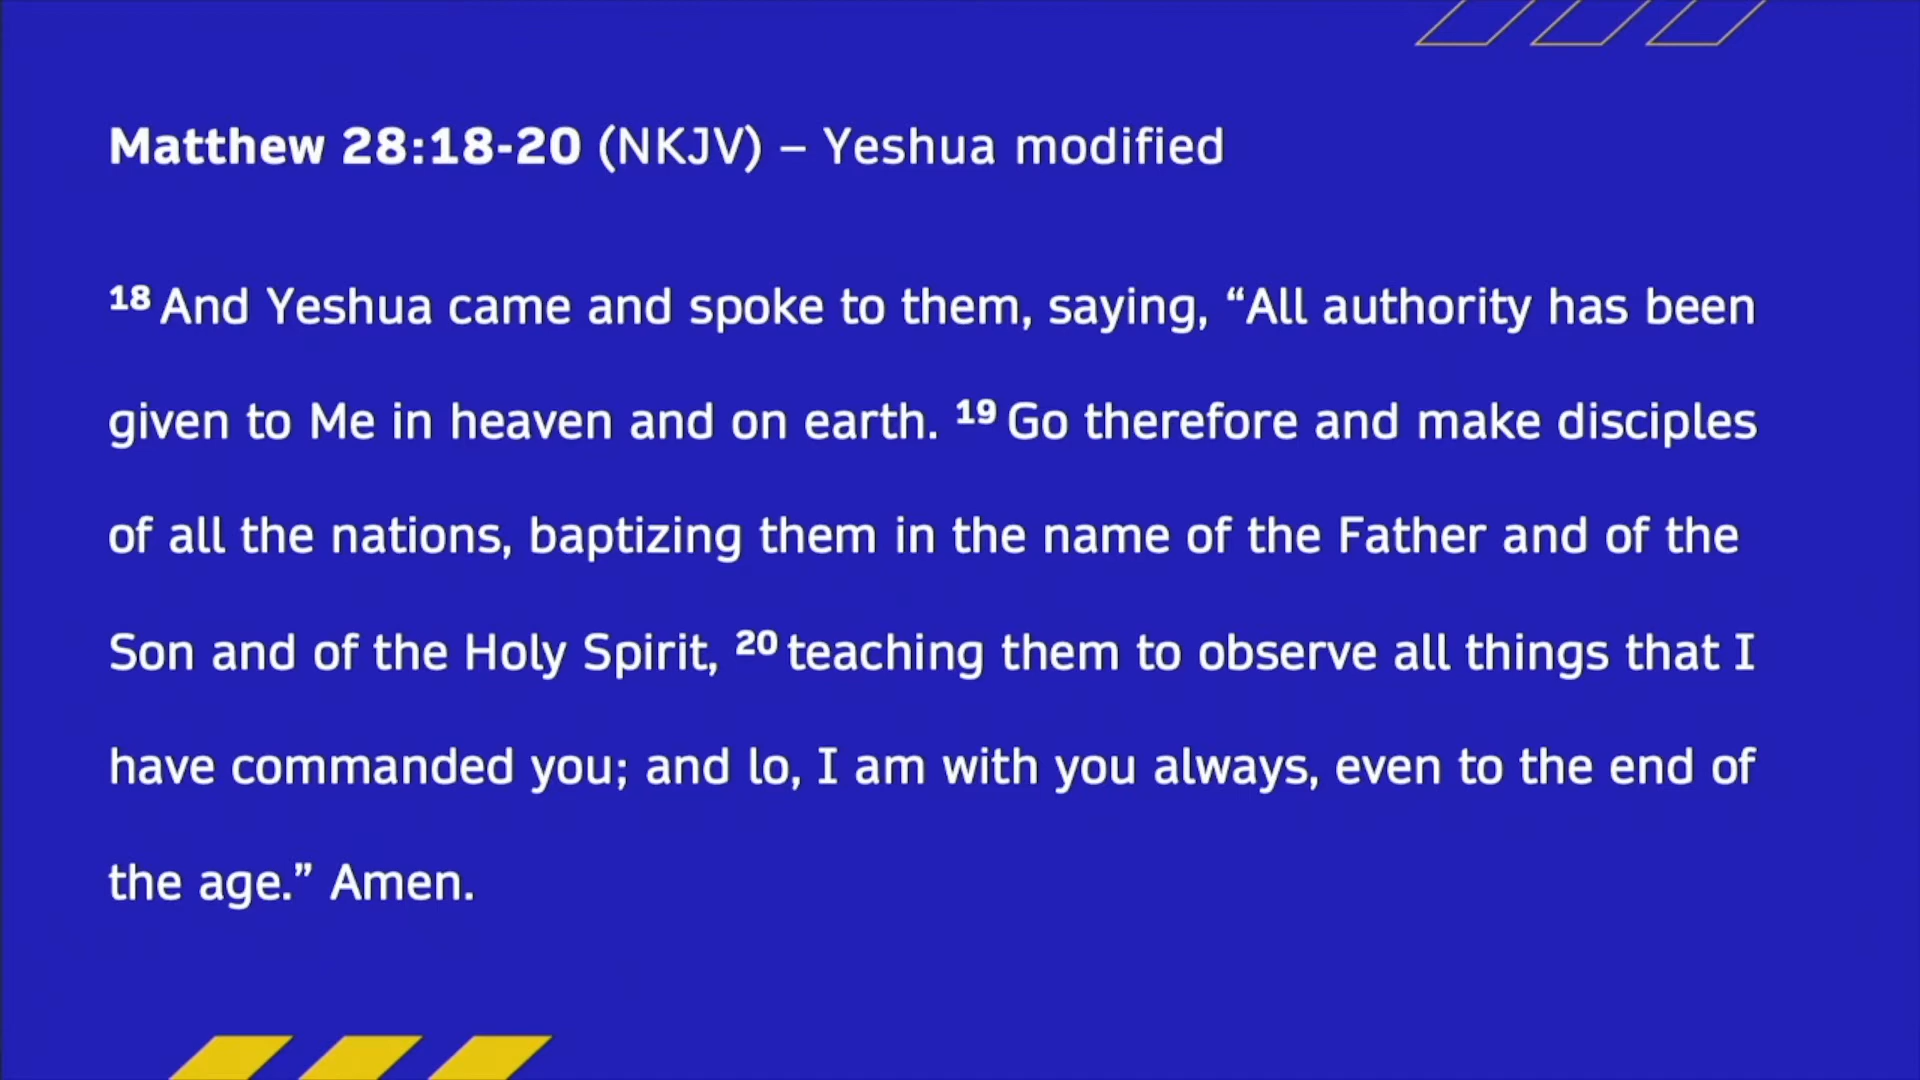 Matthew 28:18-20 (NKJV) – Yeshua modified
18 And Yeshua came and spoke to them, saying, “All authority has been
given to Me in heaven and on earth. 19 Go therefore and make disciples
of all the nations, baptizing them in the name of the Father and of the
Son and of the Holy Spirit, 20 teaching them to observe all things that I
have commanded you; and lo, I am with you always, even to the end of
the age.” Amen.